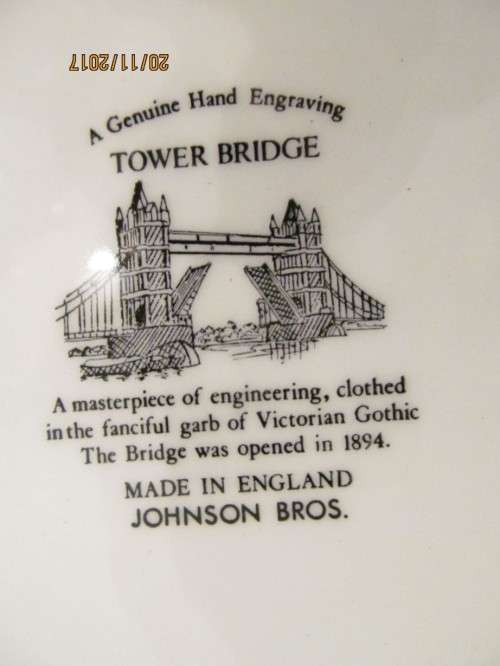 20/11/2017
A Genuine Hand Engraving
TOWER BRIDGE
A masterpiece of engineering, clothed
in the fanciful garb of Victorian Gothic
The Bridge was opened in 1894.
MADE IN ENGLAND
JOHNSON BROS.